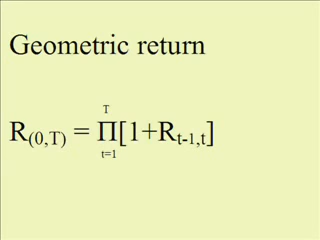 Geometric return
R(0,T) = Π[1+Rt-1,t]
T
t=1